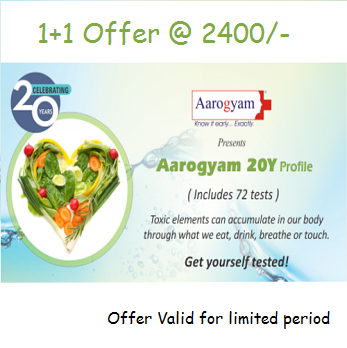 1+1 Offer @ 2400/-
CELEBRATING
20
YEARS
Aarogyam
Know it early... Exactly.
Presents
Aarogyam 20Y Profile
( Includes 72 tests )
Toxic elements can accumulate in our body
through what we eat, drink, breathe or touch.
Get yourself tested!
Offer Valid for limited period